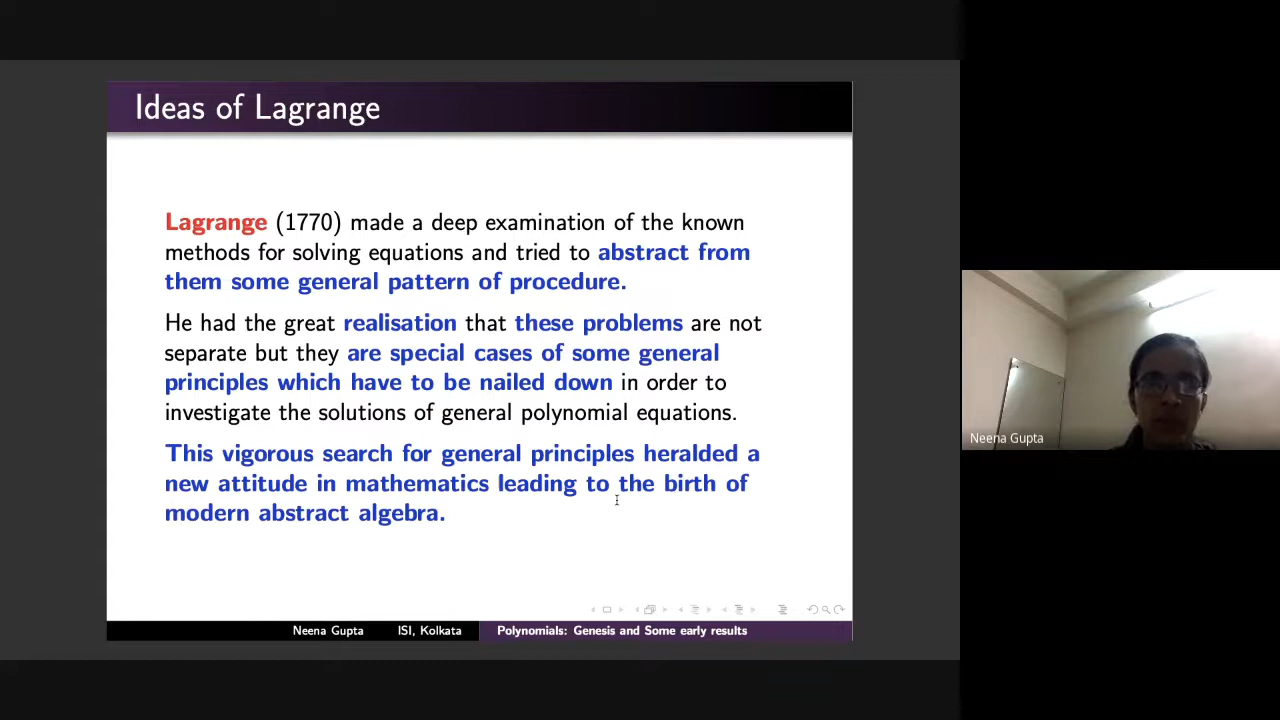 Ideas of Lagrange
Lagrange (1770) made a deep examination of the known
methods for solving equations and tried to abstract from
them some general pattern of procedure.
He had the great realisation that these problems are not
separate but they are special cases of some general
principles which have to be nailed down in order to
investigate the solutions of general polynomial equations.
This vigorous search for general principles heralded a
new attitude in mathematics leading to the birth of
modern abstract algebra.
Neena Gupta ISI, Kolkata Polynomials: Genesis and Some early results
Neena Gupta